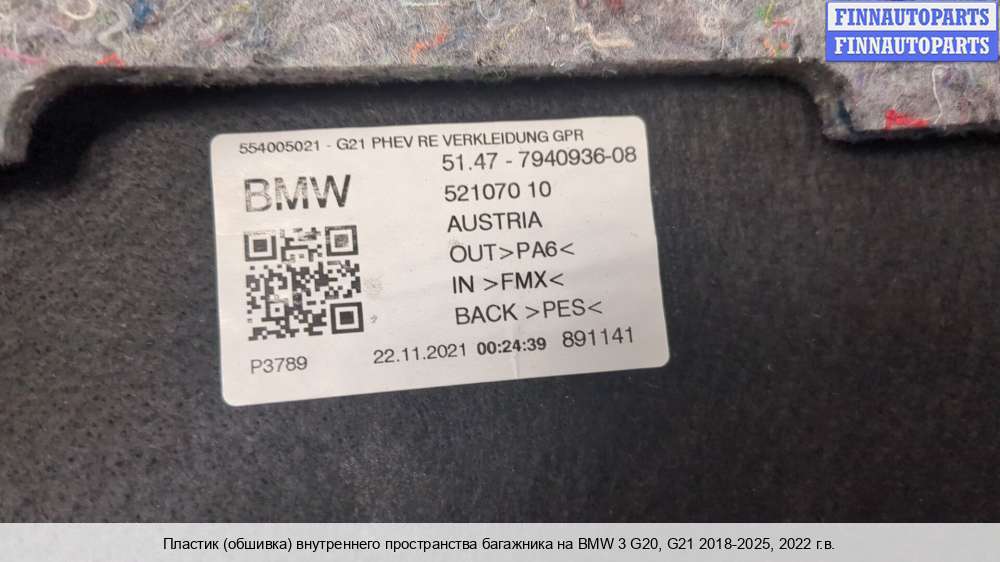 FINNAUTOPARTS
FINNAUTOPARTS
554005021 - G21 PHEV RE VERKLEIDUNG GPR
51.47 - 7940936-08
BMW
521070 10
AUSTRIA
OUT>PA6<
IN >FMX<
BACK >PES<
P3789
22.11.2021 00:24:39 891141
Пластик (обшивка) внутреннего пространства багажника на BMW 3 G20, G21 2018-2025, 2022 г.в.